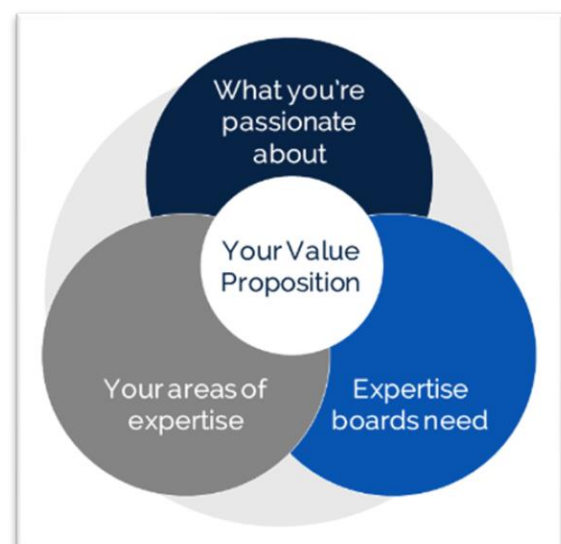 What you're
passionate
about
Your Value
Proposition
Your areas of
expertise
Expertise
boards need